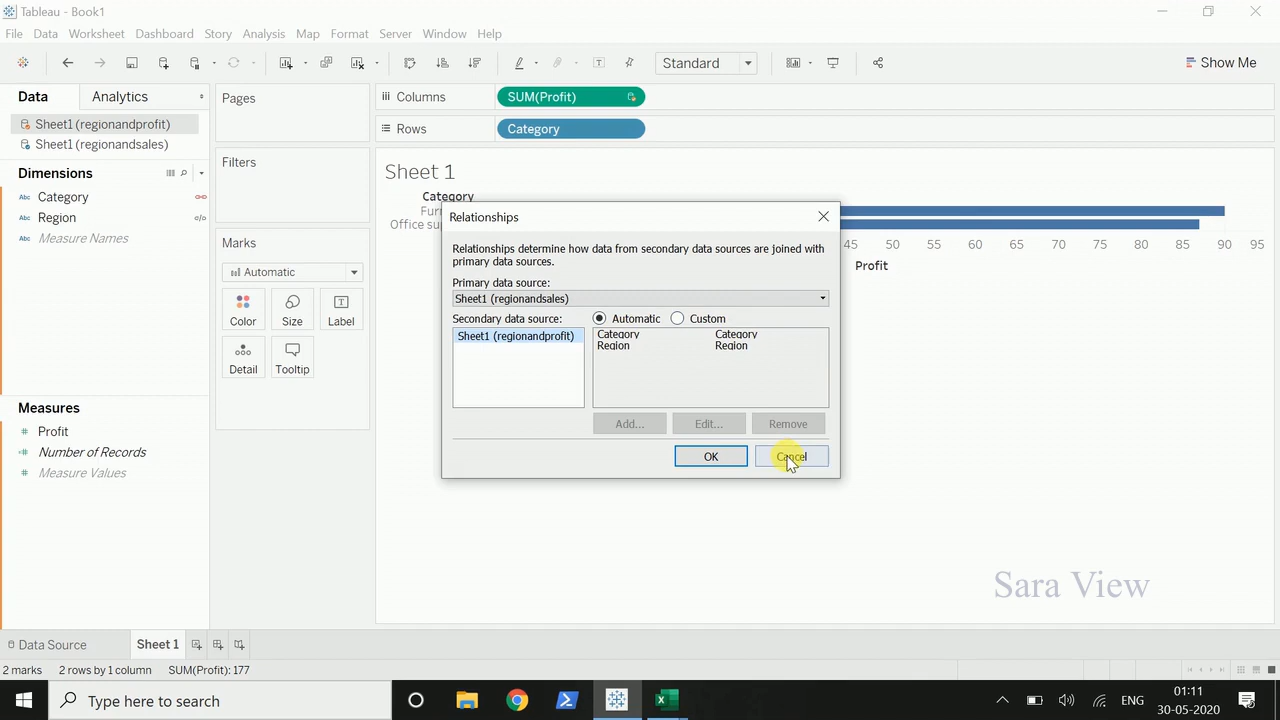 Tableau - Book1
File Data Worksheet Dashboard Story Analysis Map Format Server Window Help
Standard
Show Me
Data Analytics
Pages
Columns SUM(Profit)
Sheet1 (regionandprofit)
Rows Category
Sheet1 (regionandsales)
Filters
Dimensions
Sheet 1
Abc Category
Category
Abc Region
Abc Measure Names
Office
45 50 55 60 65 70 75 80 85 90 95
Profit
Marks
Automatic
Color Size Label
Detail Tooltip
Relationships
Relationships determine how data from secondary data sources are joined with
primary data sources.
Primary data source:
Sheet1 (regionandsales)
Secondary data source: Automatic Custom
Sheet1 (regionandprofit)
Category Category
Region Region
Add... Edit... Remove
OK Cancel
Measures
Profit
Number of Records
Measure Values
Sara View
Data Source Sheet 1
2 marks 2 rows by 1 column SUM(Profit): 177
Type here to search
ENG
01:11
30-05-2020